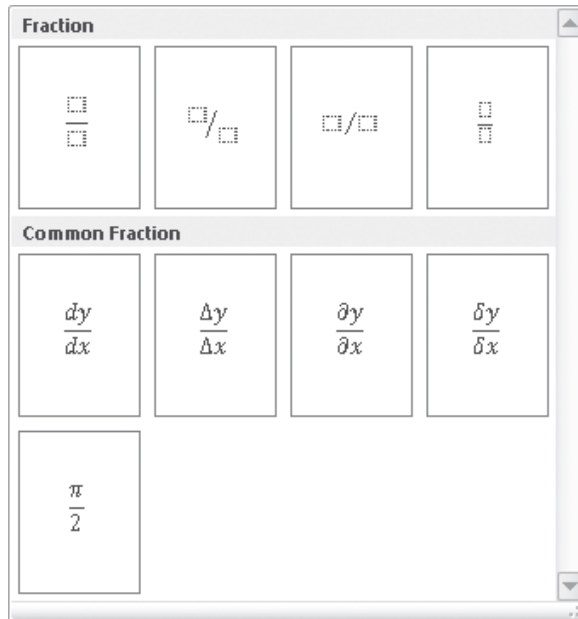 Fraction
□/□ □/□ □/□ □/□
Common Fraction
dy/dx Δy/Δx ∂y/∂x δy/δx
π/2